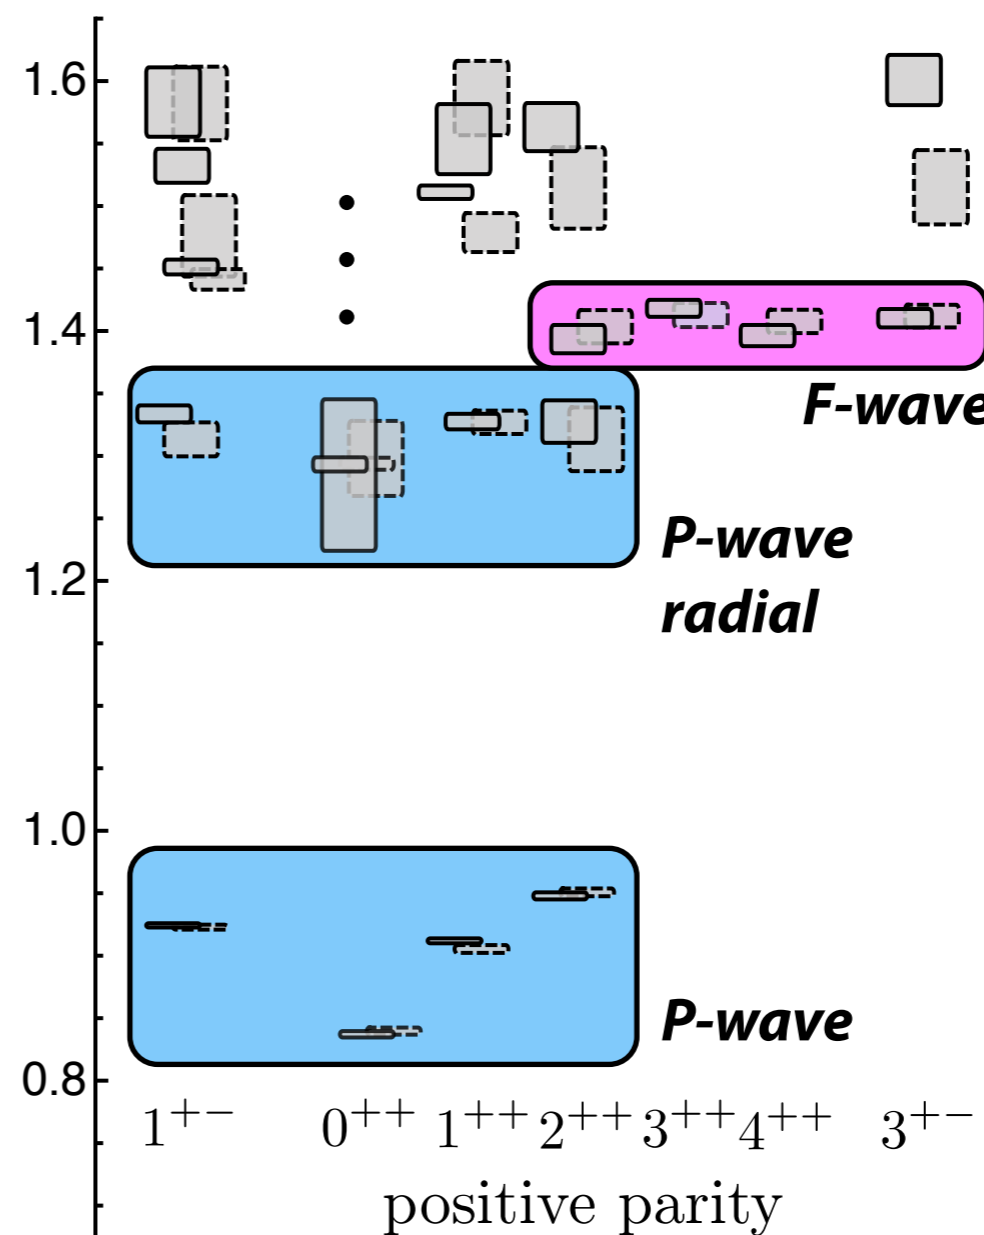 1.6
1.4
F-wave
P-wave
radial
1.2
1.0
P-wave
0.8
1⁺⁻ 0⁺⁺ 1⁺⁺ 2⁺⁺ 3⁺⁺ 4⁺⁺ 3⁺⁻
positive parity